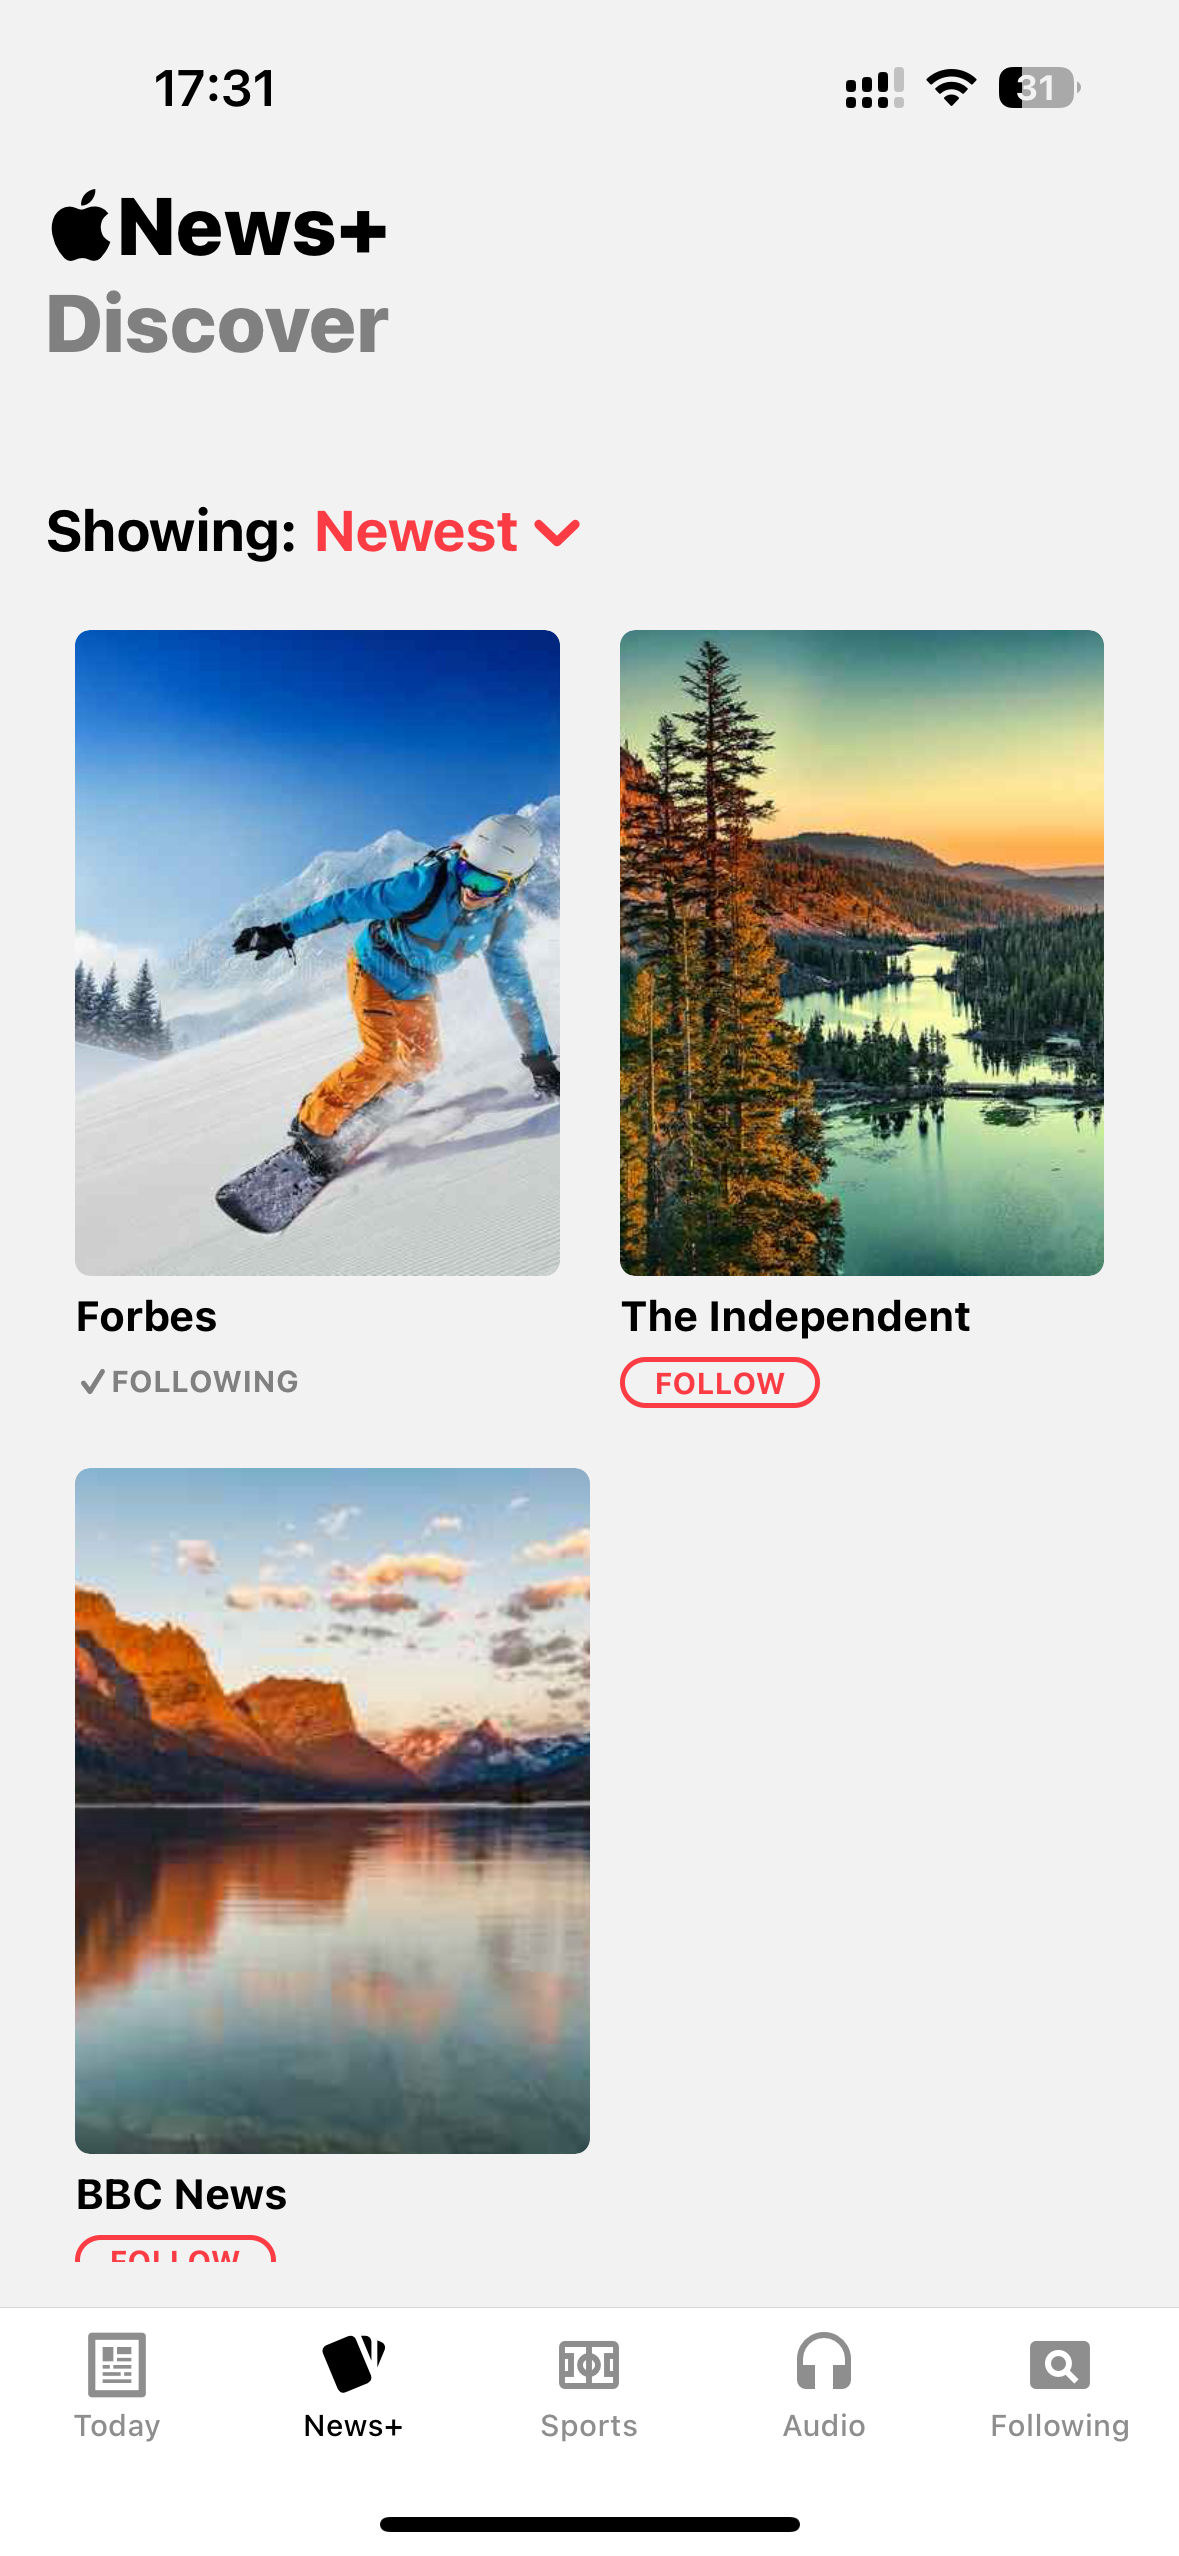 17:31
31
News+
Discover
Showing: Newest
Forbes
The Independent
FOLLOWING
FOLLOW
BBC News
FOLLOW
Today
News+
Sports
Audio
Following